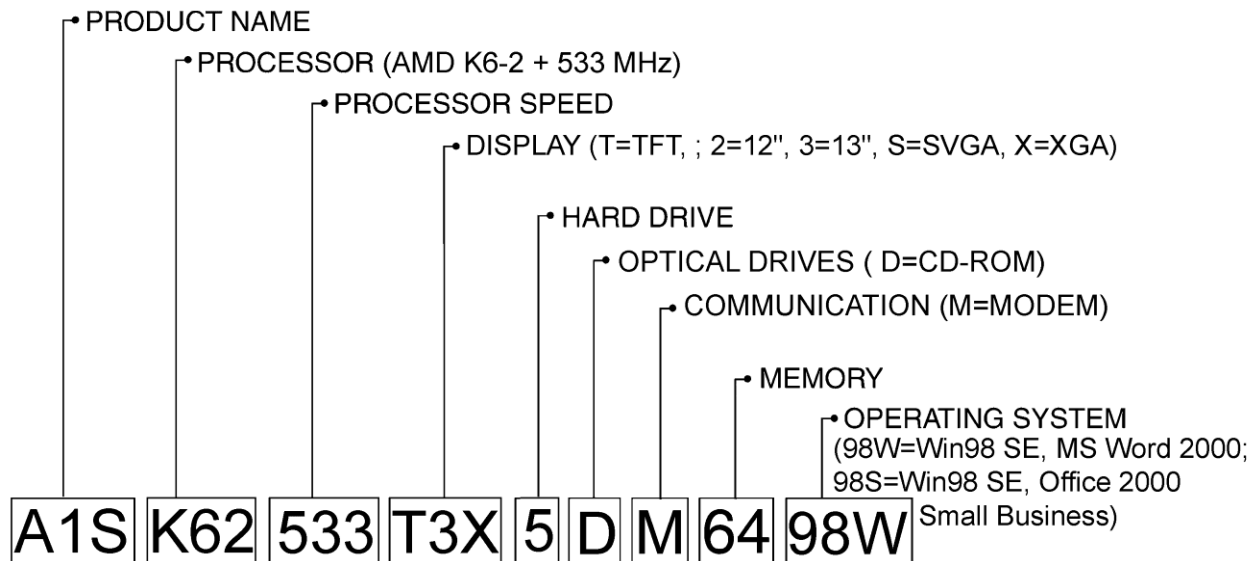 PRODUCT NAME
PROCESSOR (AMD K6-2 + 533 MHz)
PROCESSOR SPEED
DISPLAY (T=TFT, ; 2=12", 3=13", S=SVGA, X=XGA)
HARD DRIVE
OPTICAL DRIVES ( D=CD-ROM)
COMMUNICATION (M=MODEM)
MEMORY
OPERATING SYSTEM
(98W=Win98 SE, MS Word 2000;
98S=Win98 SE, Office 2000
Small Business)
A1S K62 533 T3X 5 D M 64 98W